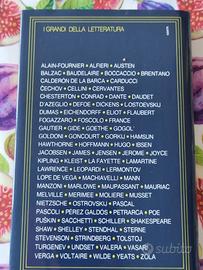 I GRANDI DELLA LETTERATURA
ALAIN-FOURNIER • ALFIERI • AUSTEN
BALZAC • BAUDELAIRE • BOCCACCIO • BRENTANO
CALDERÓN DE LA BARCA • CARDUCCI
ČECHOV • CELLINI • CERVANTES
CHESTERTON • CONRAD • DANTE • DAUDET
D'AZEGLIO • DEFOE • DICKENS • DOSTOEVSKIJ
DUMAS • EICHENDORFF • ELIOT • FLAUBERT
FOGAZZARO • FOSCOLO • FRANCE
GAUTIER • GIDE • GOETHE • GOGOL'
GOLDONI • GONCOURT • GORKIJ • HAMSUN
HAWTHORNE • HOFFMANN • HUGO • IBSEN
JACOBSEN • JAMES • JENSEN • JEROME • JOYCE
KIPLING • KLEIST • LA FAYETTE • LAMARTINE
LAWRENCE • LEOPARDI • LERMONTOV
LOPE DE VEGA • MACHIAVELLI • MANN
MANZONI • MARLOWE • MAUPASSANT • MAURIAC
MELVILLE • MÉRIMÉE • MOLIÈRE • MUSSET
NIETZSCHE • OSTROVSKIJ • PASCAL
PASCOLI • PÉREZ GALDÓS • PETRARCA • POE
PUŠKIN • SACCHETTI • SCHILLER • SHAKESPEARE
SHAW • SHELLEY • STENDHAL • STERNE
STEVENSON • STRINDBERG • TOLSTOJ
TURGENEV • UNDSET • VALERA • VASARI
VERGA • VOLTAIRE • WILDE • YEATS • ZOLA
subito